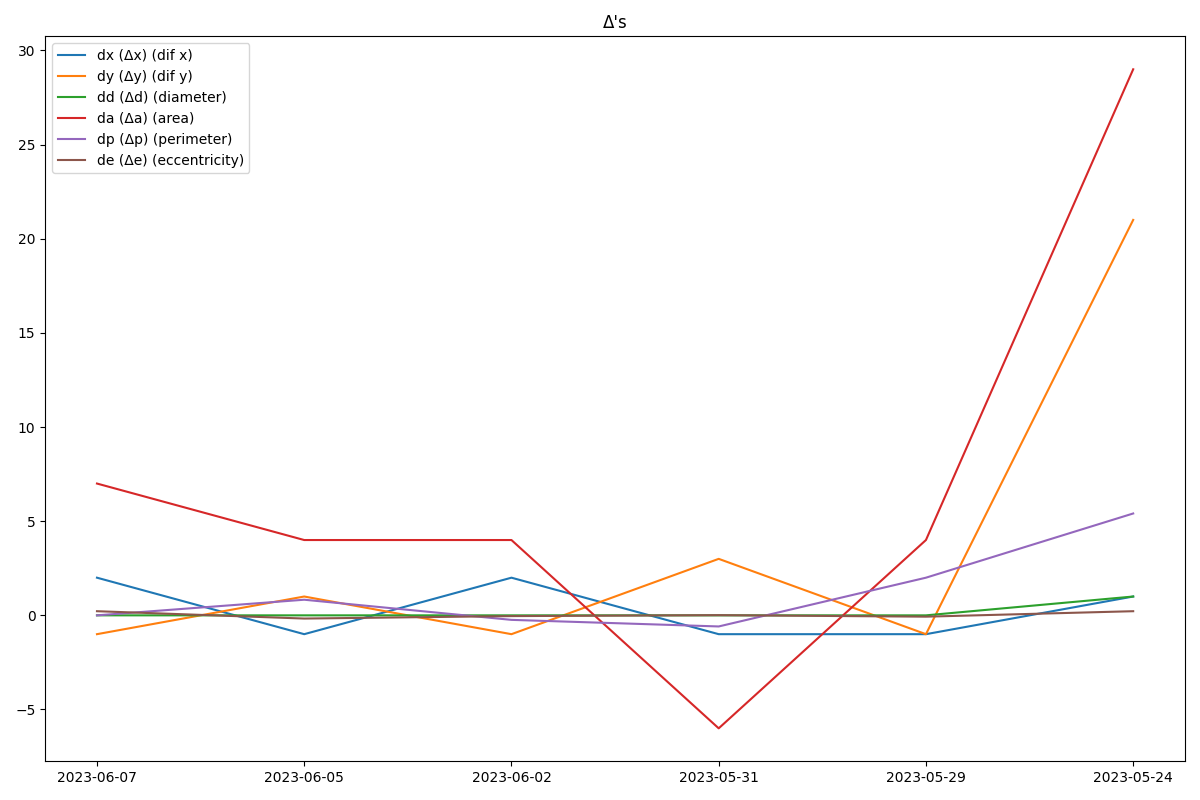 Δ's
dx (Δx) (dif x)
dy (Δy) (dif y)
dd (Δd) (diameter)
da (Δa) (area)
dp (Δp) (perimeter)
de (Δe) (eccentricity)
30
25
20
15
10
5
0
−5
2023-06-07 2023-06-05 2023-06-02 2023-05-31 2023-05-29 2023-05-24